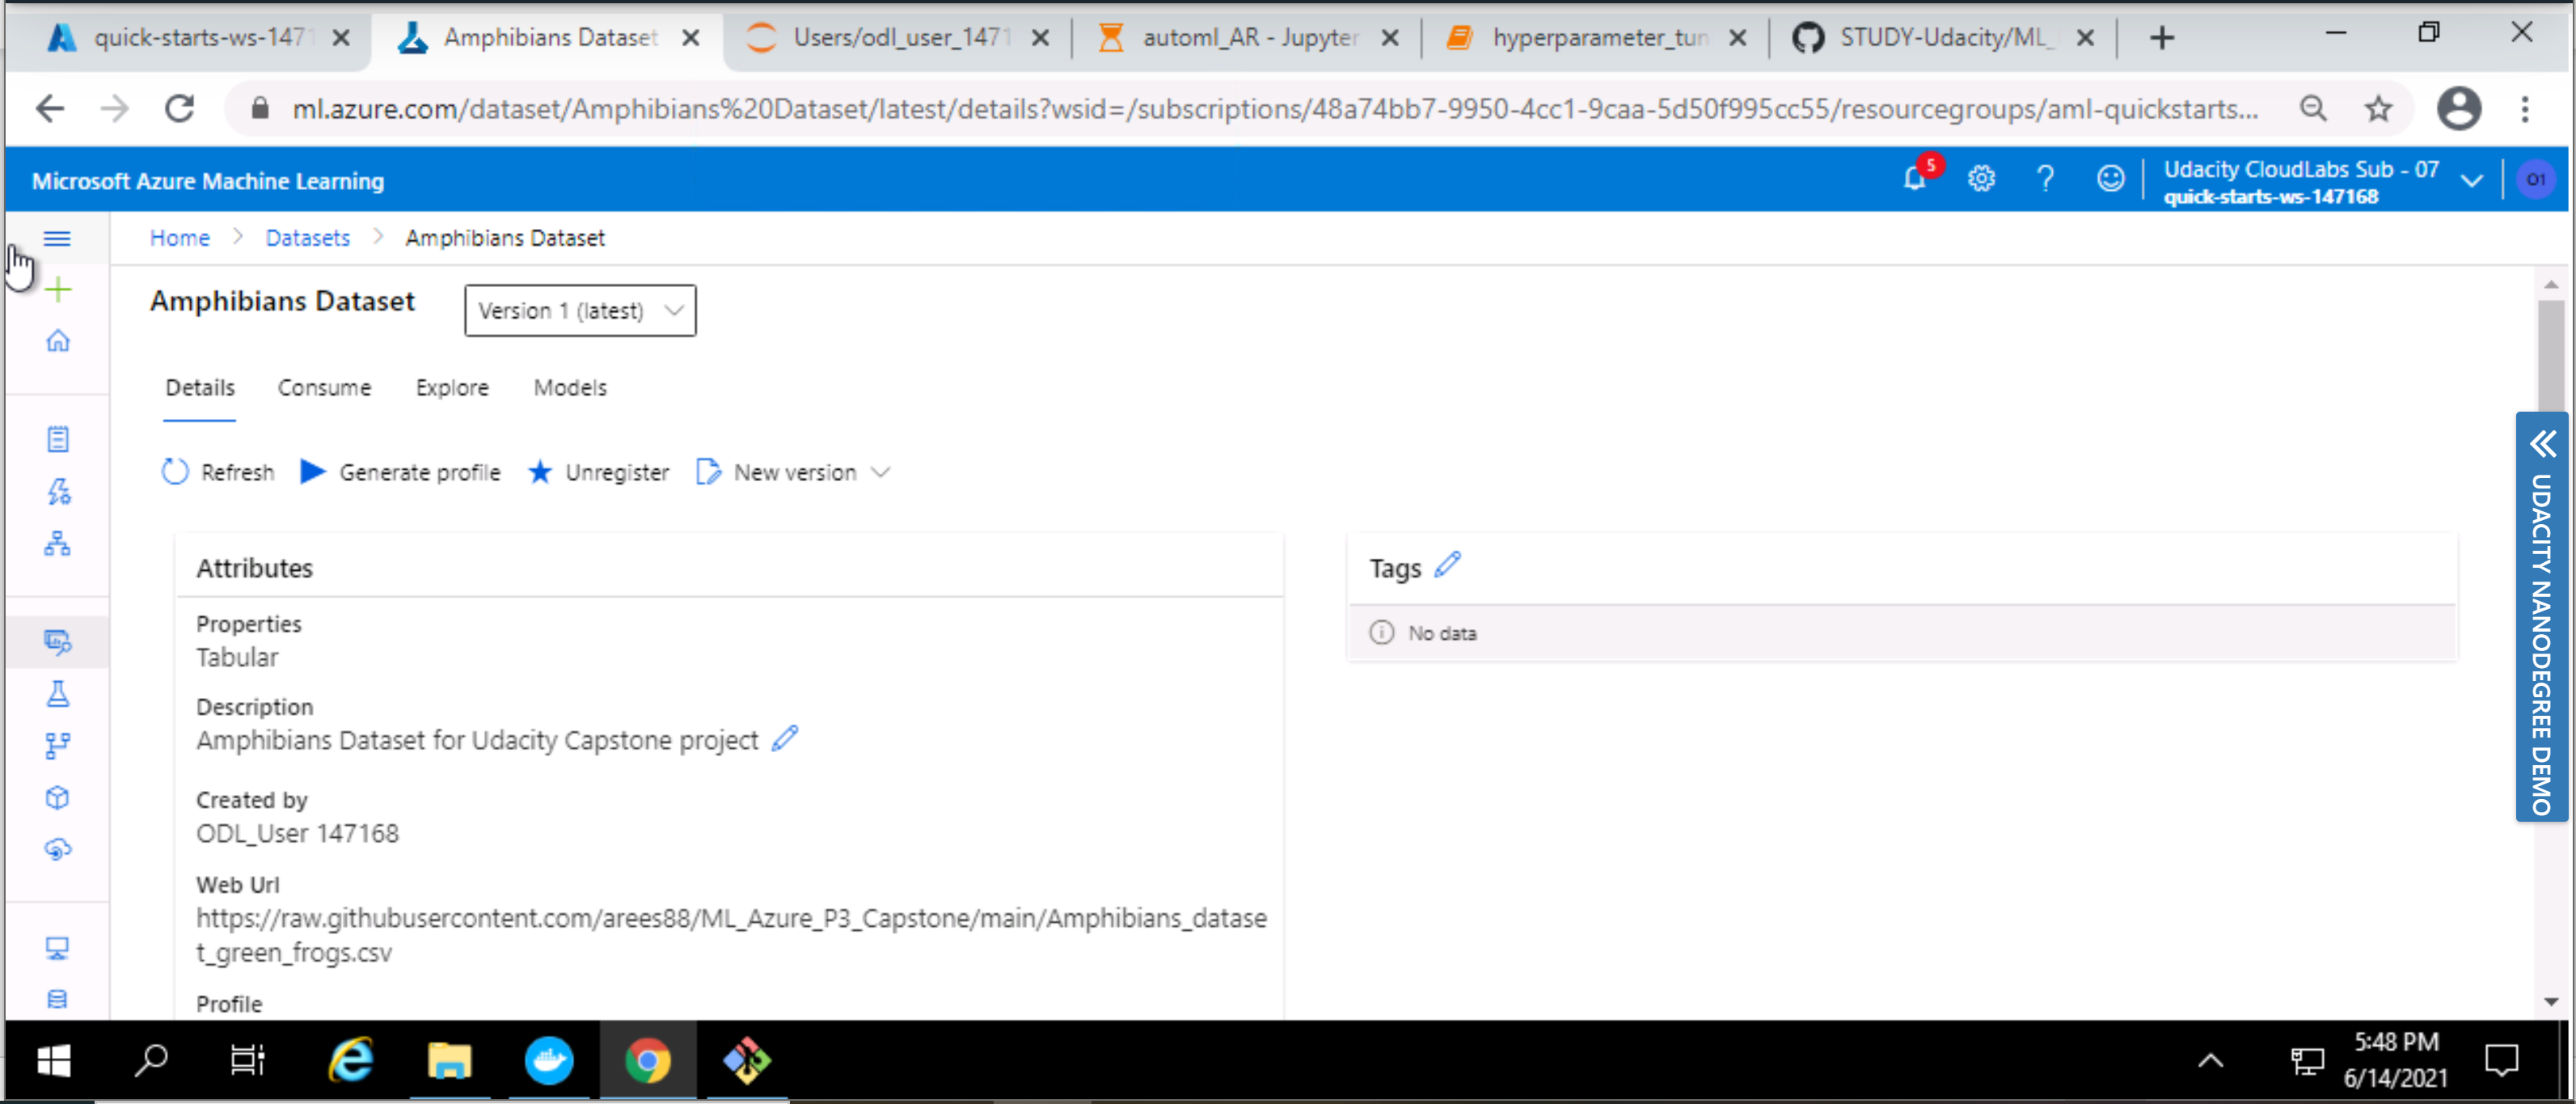 quick-starts-ws-1471
Amphibians Dataset
Users/odl_user_1471
automl_AR - Jupyter
hyperparameter_tun
STUDY-Udacity/ML_
ml.azure.com/dataset/Amphibians%20Dataset/latest/details?wsid=/subscriptions/48a74bb7-9950-4cc1-9caa-5d50f995cc55/resourcegroups/aml-quickstarts...
Microsoft Azure Machine Learning
5
Udacity CloudLabs Sub - 07
quick-starts-ws-147168
O1
Home > Datasets > Amphibians Dataset
Amphibians Dataset
Version 1 (latest)
Details Consume Explore Models
Refresh Generate profile Unregister New version
Attributes
Properties
Tabular
Description
Amphibians Dataset for Udacity Capstone project
Created by
ODL_User 147168
Web Url
https://raw.githubusercontent.com/arees88/ML_Azure_P3_Capstone/main/Amphibians_datase
t_green_frogs.csv
Profile
Tags
No data
UDACITY NANODEGREE DEMO
5:48 PM
6/14/2021